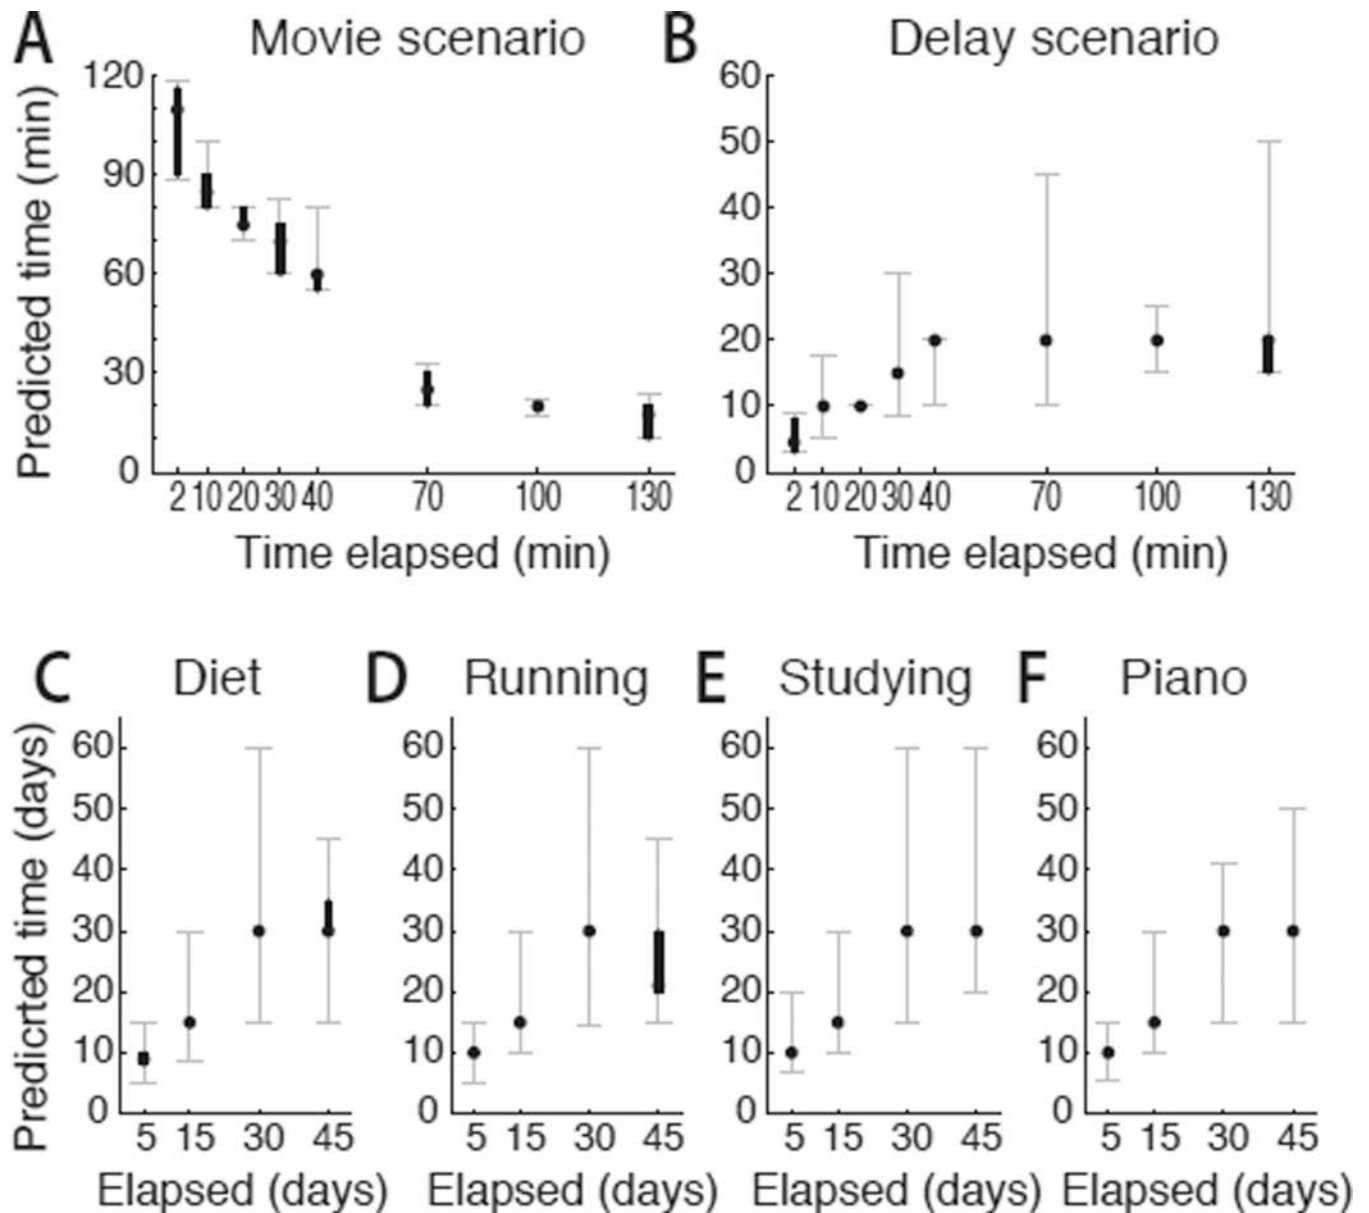 A Movie scenario
Predicted time (min)
120
90
60
30
0
2 10 20 30 40 70 100 130
Time elapsed (min)
B Delay scenario
60
50
40
30
20
10
0
2 10 20 30 40 70 100 130
Time elapsed (min)
C Diet
Predicrted time (days)
60
50
40
30
20
10
0
5 15 30 45
Elapsed (days)
D Running
60
50
40
30
20
10
0
5 15 30 45
Elapsed (days)
E Studying
60
50
40
30
20
10
0
5 15 30 45
Elapsed (days)
F Piano
60
50
40
30
20
10
0
5 15 30 45
Elapsed (days)